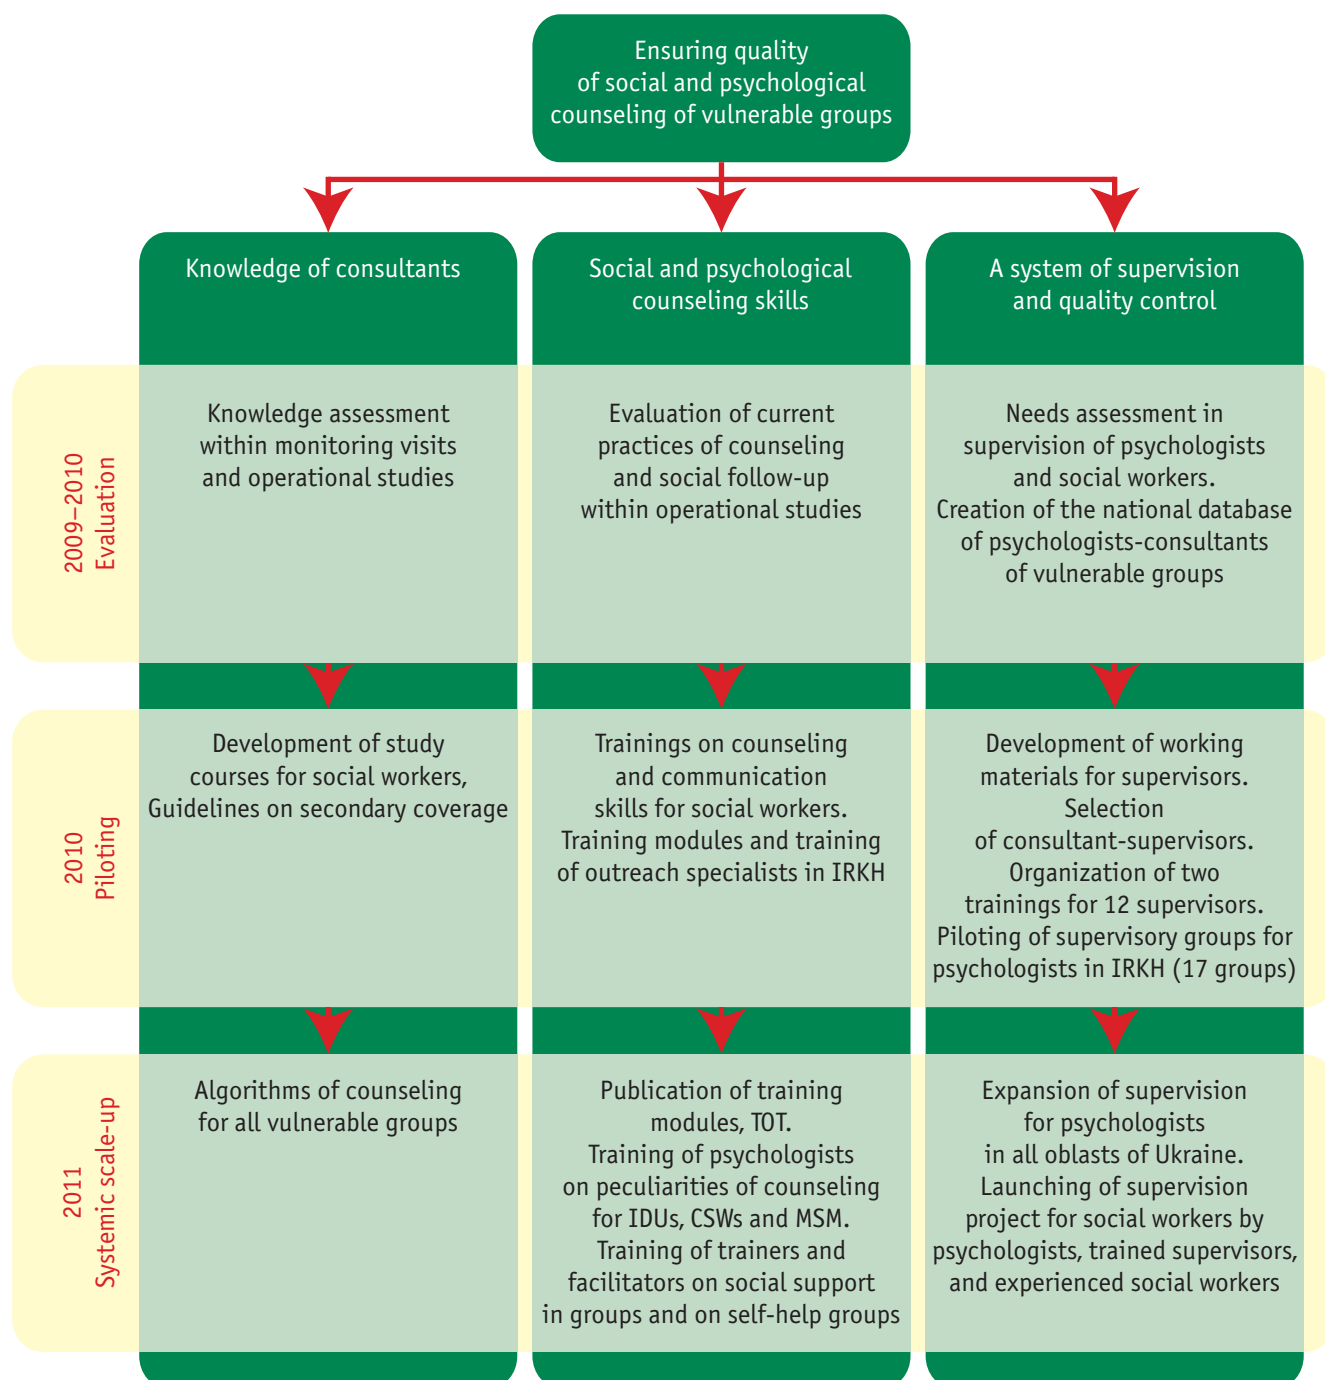 Ensuring quality
of social and psychological
counseling of vulnerable groups
Knowledge of consultants
Social and psychological
counseling skills
A system of supervision
and quality control
2009–2010
Evaluation
Knowledge assessment
within monitoring visits
and operational studies
Evaluation of current
practices of counseling
and social follow-up
within operational studies
Needs assessment in
supervision of psychologists
and social workers.
Creation of the national database
of psychologists-consultants
of vulnerable groups
2010
Piloting
Development of study
courses for social workers,
Guidelines on secondary coverage
Trainings on counseling
and communication
skills for social workers.
Training modules and training
of outreach specialists in IRKH
Development of working
materials for supervisors.
Selection
of consultant-supervisors.
Organization of two
trainings for 12 supervisors.
Piloting of supervisory groups for
psychologists in IRKH (17 groups)
2011
Systemic scale-up
Algorithms of counseling
for all vulnerable groups
Publication of training
modules, TOT.
Training of psychologists
on peculiarities of counseling
for IDUs, CSWs and MSM.
Training of trainers and
facilitators on social support
in groups and on self-help groups
Expansion of supervision
for psychologists
in all oblasts of Ukraine.
Launching of supervision
project for social workers by
psychologists, trained supervisors,
and experienced social workers